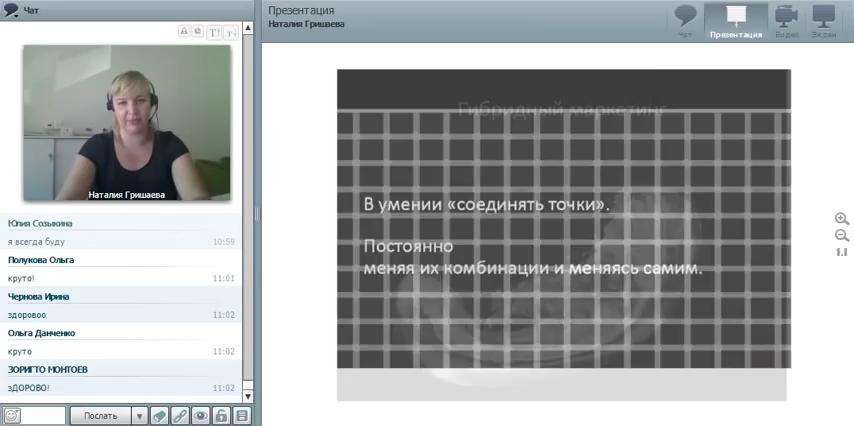 Чат
Наталия Гришаева
Юлия Созыкина
я всегда буду 10:59
Полукова Ольга
круто! 11:01
Чернова Ирина
здоровоо 11:02
Ольга Данченко
круто 11:02
ЗОРИГТО МОНТОЕВ
зДОРОВО! 11:02
Послать
Презентация
Наталия Гришаева
Чат
Презентация
Видео
Экран
Гибридный маркетинг
В умении «соединять точки».
Постоянно
меняя их комбинации и меняясь самим.
1.1